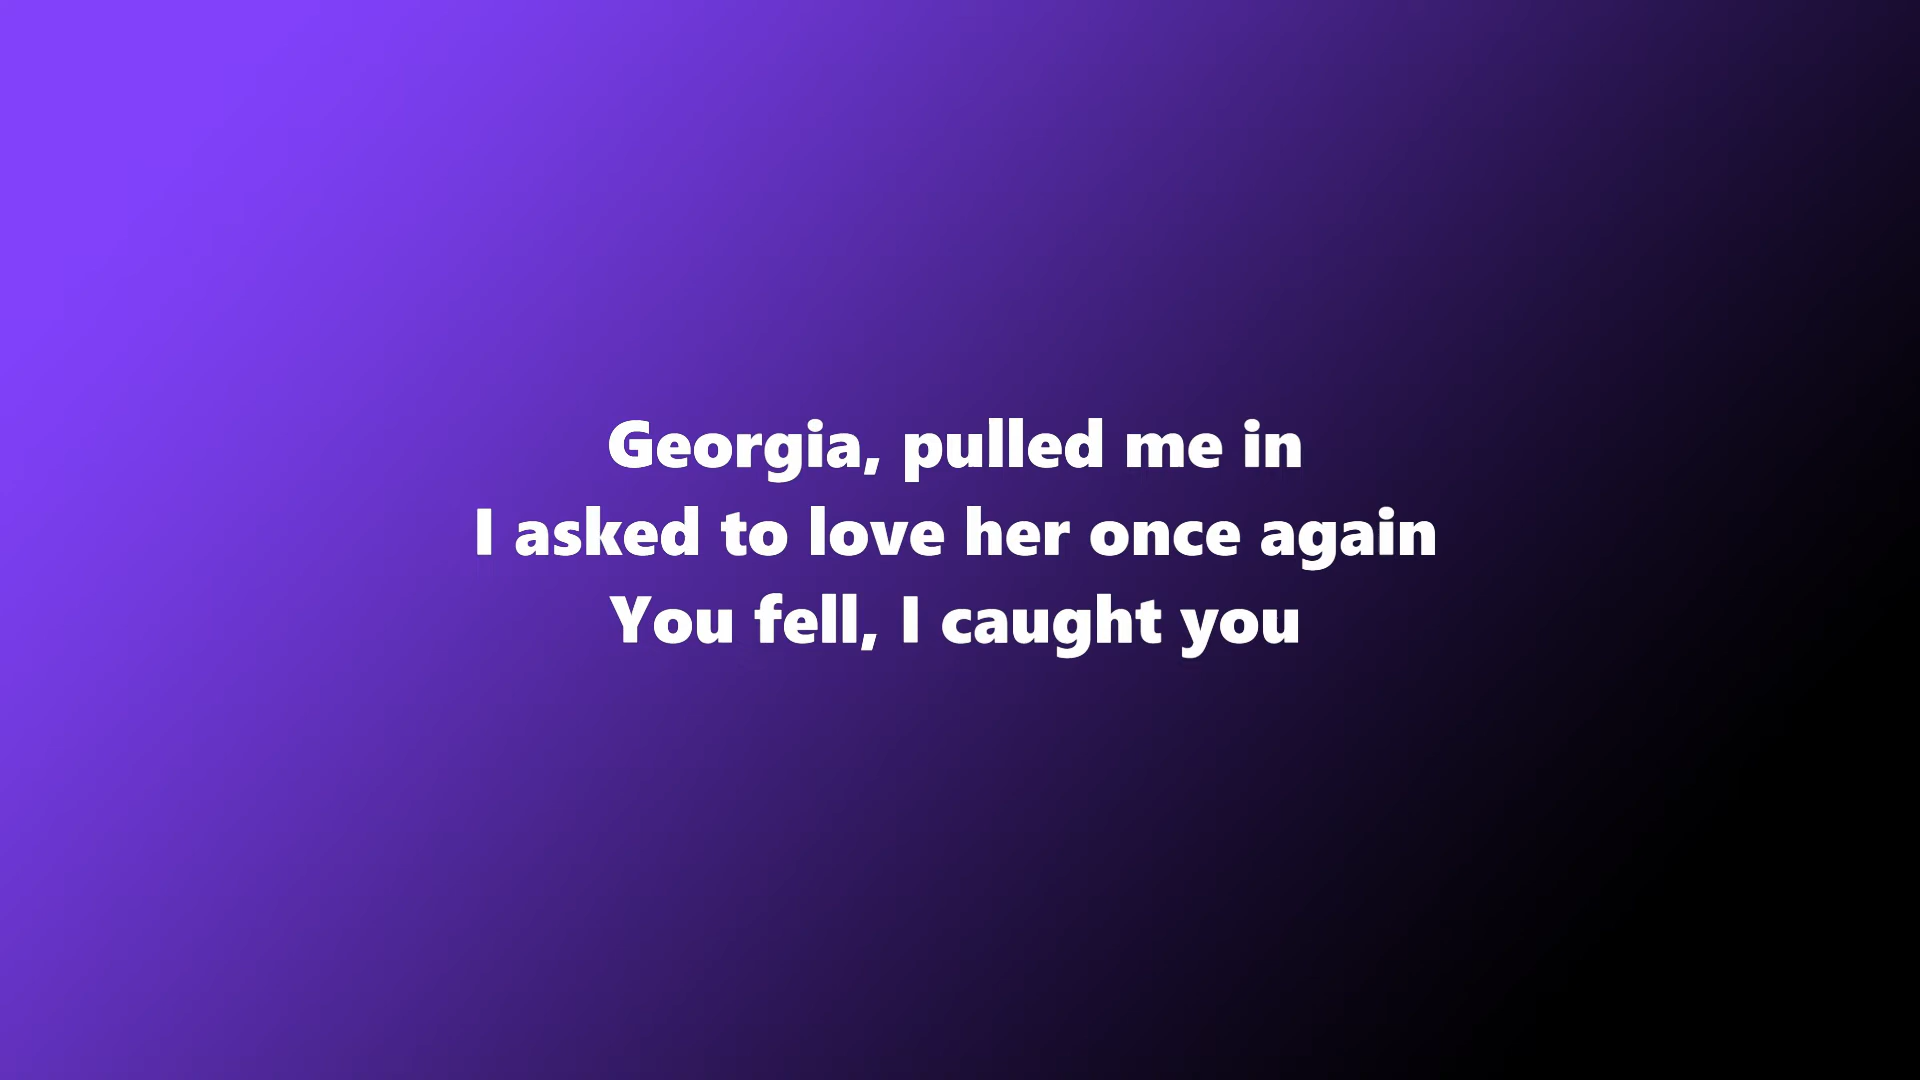 Georgia, pulled me in
I asked to love her once again
You fell, I caught you